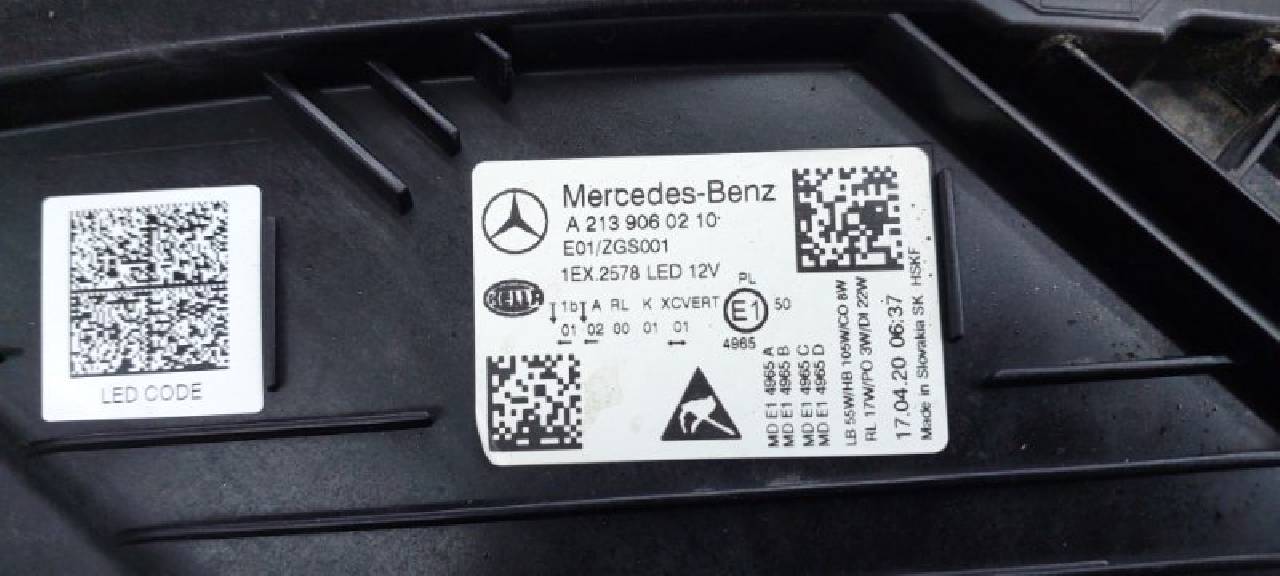 LED CODE
Mercedes-Benz
A 213 906 02 10
E01/ZGS001
1EX.2578 LED 12V
HELLA
1b A RL K XCVERT
01 02 00 01 01
PL
E1
50
4965
MD E1 4965 A
MD E1 4965 B
MD E1 4965 C
MD E1 4965 D
LB 55W/HB 105W/CO 8W
RL 17W/PO 3W/DI 22W
17.04.20 06:37
Made in Slovakia SK HSKF